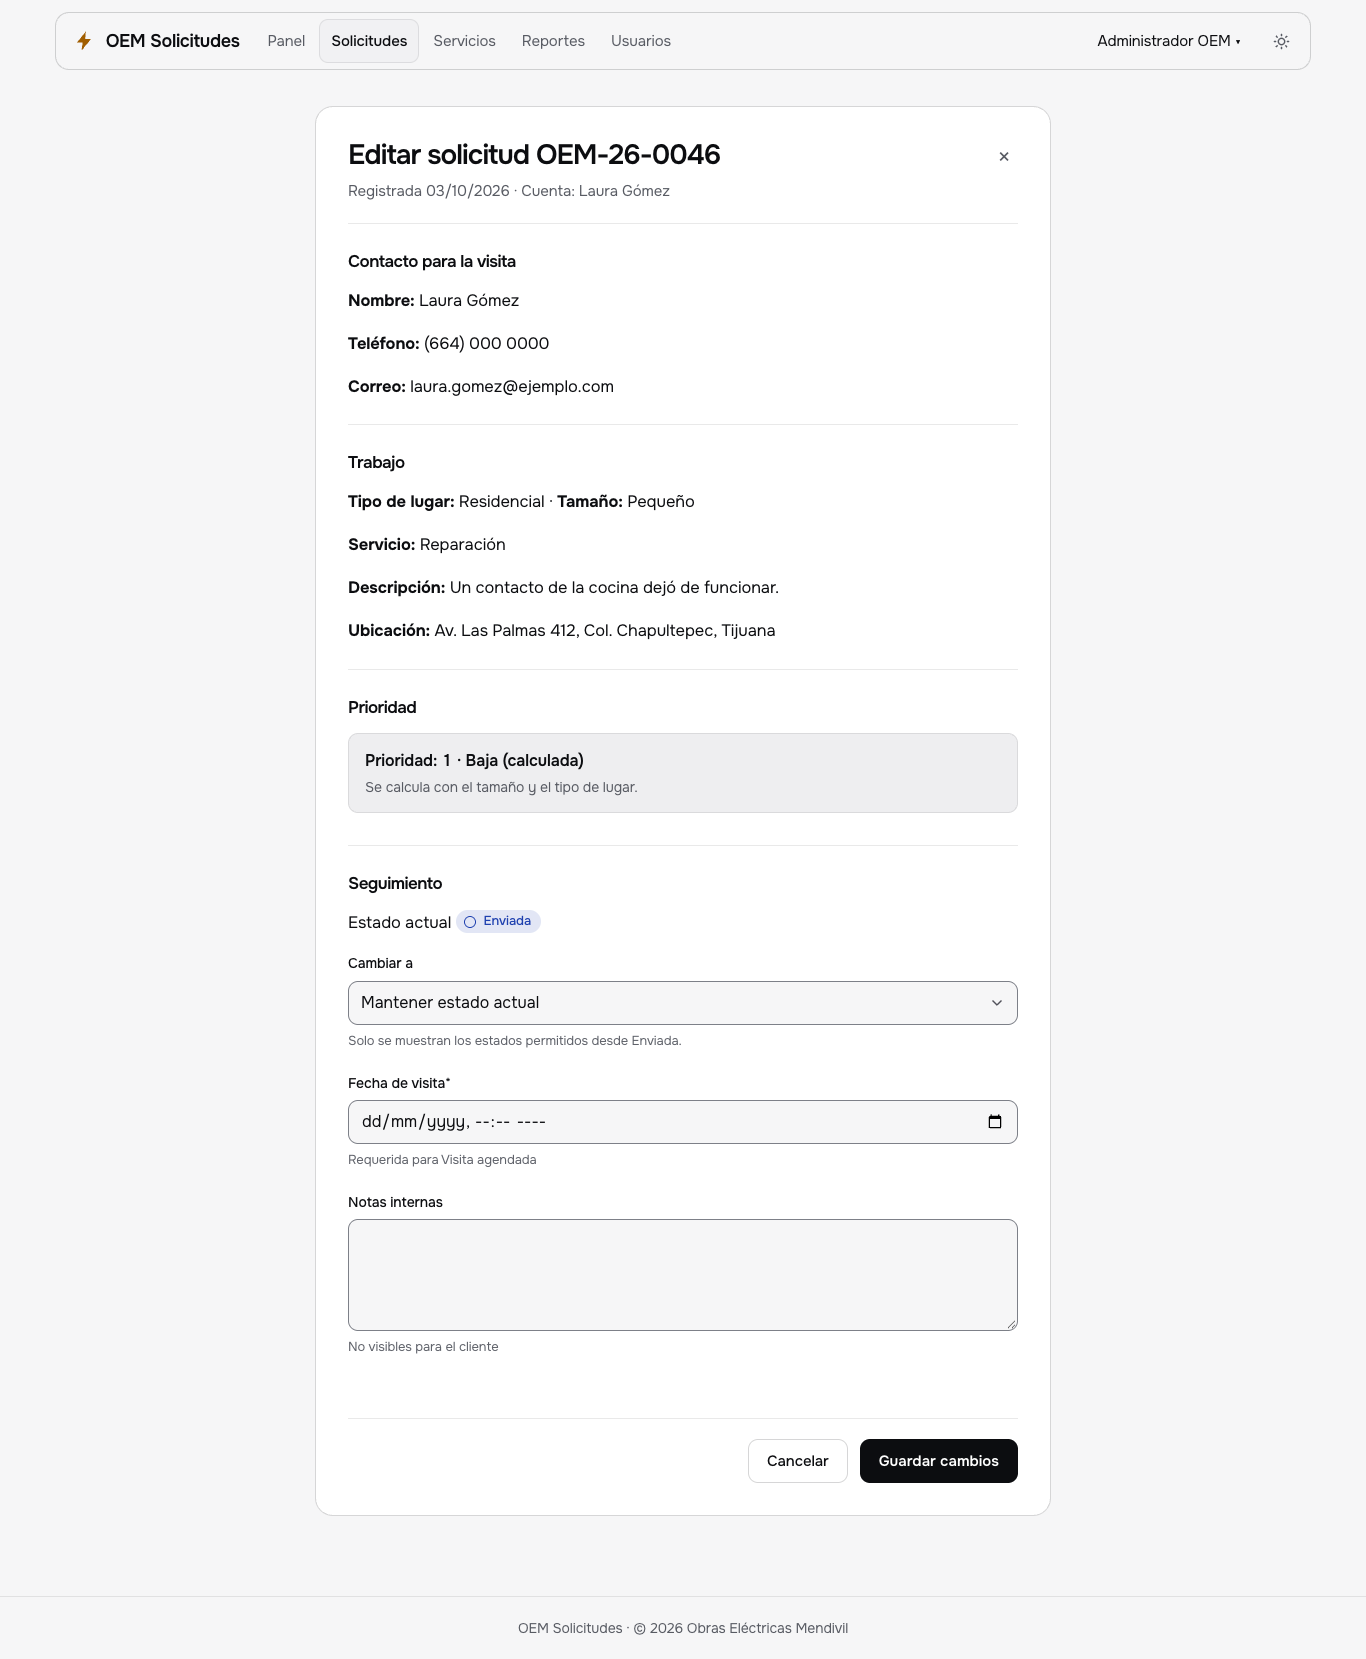 OEM Solicitudes Panel Solicitudes Servicios Reportes Usuarios Administrador OEM ▾
Editar solicitud OEM-26-0046 ×
Registrada 03/10/2026 · Cuenta: Laura Gómez
Contacto para la visita
Nombre: Laura Gómez
Teléfono: (664) 000 0000
Correo: laura.gomez@ejemplo.com
Trabajo
Tipo de lugar: Residencial · Tamaño: Pequeño
Servicio: Reparación
Descripción: Un contacto de la cocina dejó de funcionar.
Ubicación: Av. Las Palmas 412, Col. Chapultepec, Tijuana
Prioridad
Prioridad: 1 · Baja (calculada)
Se calcula con el tamaño y el tipo de lugar.
Seguimiento
Estado actual Enviada
Cambiar a
Mantener estado actual
Solo se muestran los estados permitidos desde Enviada.
Fecha de visita*
dd/mm/yyyy, --:-- ----
Requerida para Visita agendada
Notas internas
No visibles para el cliente
Cancelar Guardar cambios
OEM Solicitudes · © 2026 Obras Eléctricas Mendivil